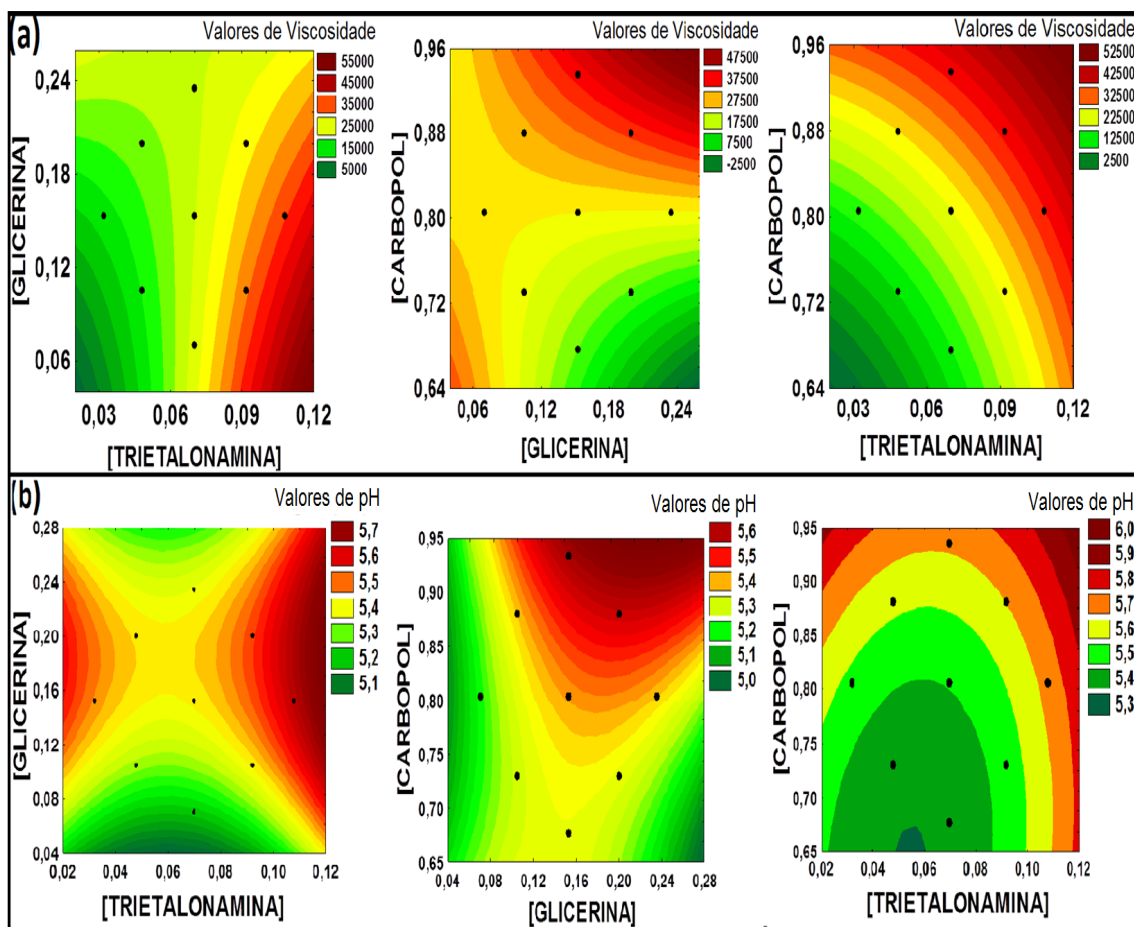 (a)
Valores de Viscosidade
55000
45000
35000
25000
15000
5000
0,24
0,18
0,12
0,06
[GLICERINA]
0,03 0,06 0,09 0,12
[TRIETALONAMINA]
Valores de Viscosidade
47500
37500
27500
17500
7500
-2500
0,96
0,88
0,80
0,72
0,64
[CARBOPOL]
0,06 0,12 0,18 0,24
[GLICERINA]
Valores de Viscosidade
52500
42500
32500
22500
12500
2500
0,96
0,88
0,80
0,72
0,64
[CARBOPOL]
0,03 0,06 0,09 0,12
[TRIETALONAMINA]
(b)
Valores de pH
5,7
5,6
5,5
5,4
5,3
5,2
5,1
0,28
0,24
0,20
0,16
0,12
0,08
0,04
[GLICERINA]
0,02 0,04 0,06 0,08 0,10 0,12
[TRIETALONAMINA]
Valores de pH
5,6
5,5
5,4
5,3
5,2
5,1
5,0
0,95
0,90
0,85
0,80
0,75
0,70
0,65
[CARBOPOL]
0,04 0,08 0,12 0,16 0,20 0,24 0,28
[GLICERINA]
Valores de pH
6,0
5,9
5,8
5,7
5,6
5,5
5,4
5,3
0,95
0,90
0,85
0,80
0,75
0,70
0,65
[CARBOPOL]
0,02 0,04 0,06 0,08 0,10 0,12
[TRIETALONAMINA]